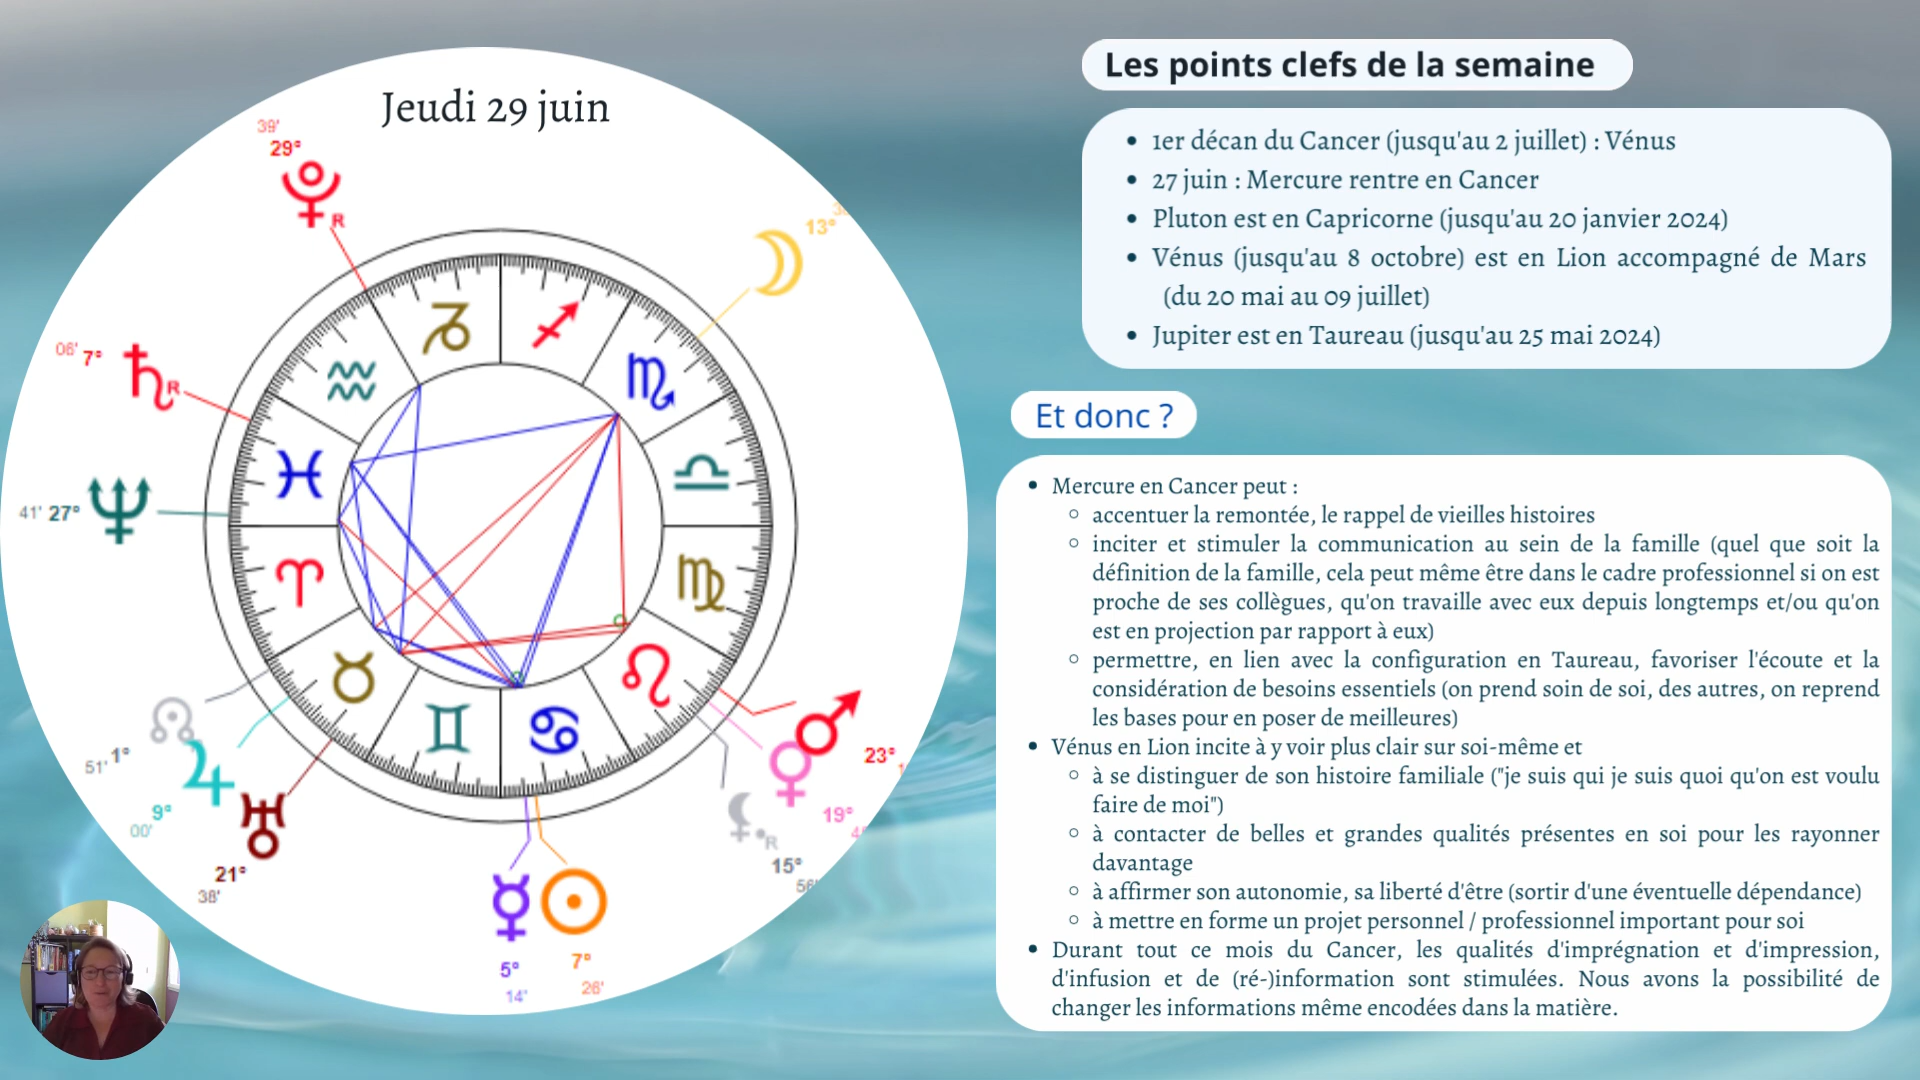 Jeudi 29 juin
39'
29°
R
13°
06' 7°
R
41' 27°
51' 1°
9°
00'
21°
38'
5°
14'
7°
26'
R
15°
56'
19°
23°
Les points clefs de la semaine
1er décan du Cancer (jusqu'au 2 juillet) : Vénus
27 juin : Mercure rentre en Cancer
Pluton est en Capricorne (jusqu'au 20 janvier 2024)
Vénus (jusqu'au 8 octobre) est en Lion accompagné de Mars
(du 20 mai au 09 juillet)
Jupiter est en Taureau (jusqu'au 25 mai 2024)
Et donc ?
Mercure en Cancer peut :
accentuer la remontée, le rappel de vieilles histoires
inciter et stimuler la communication au sein de la famille (quel que soit la
définition de la famille, cela peut même être dans le cadre professionnel si on est
proche de ses collègues, qu'on travaille avec eux depuis longtemps et/ou qu'on
est en projection par rapport à eux)
permettre, en lien avec la configuration en Taureau, favoriser l'écoute et la
considération de besoins essentiels (on prend soin de soi, des autres, on reprend
les bases pour en poser de meilleures)
Vénus en Lion incite à y voir plus clair sur soi-même et
à se distinguer de son histoire familiale ("je suis qui je suis quoi qu'on est voulu
faire de moi")
à contacter de belles et grandes qualités présentes en soi pour les rayonner
davantage
à affirmer son autonomie, sa liberté d'être (sortir d'une éventuelle dépendance)
à mettre en forme un projet personnel / professionnel important pour soi
Durant tout ce mois du Cancer, les qualités d'imprégnation et d'impression,
d'infusion et de (ré-)information sont stimulées. Nous avons la possibilité de
changer les informations même encodées dans la matière.